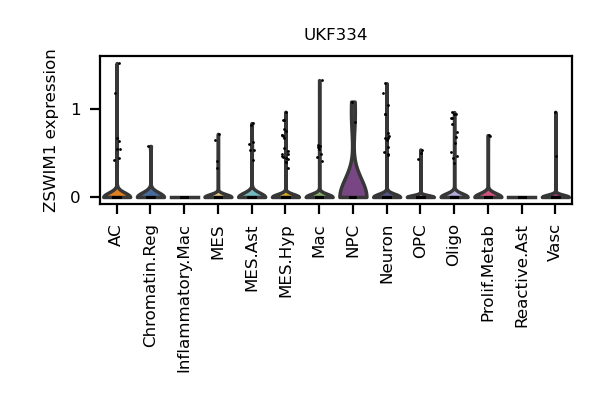 UKF334
ZSWIM1 expression
1
0
AC
Chromatin.Reg
Inflammatory.Mac
MES
MES.Ast
MES.Hyp
Mac
NPC
Neuron
OPC
Oligo
Prolif.Metab
Reactive.Ast
Vasc